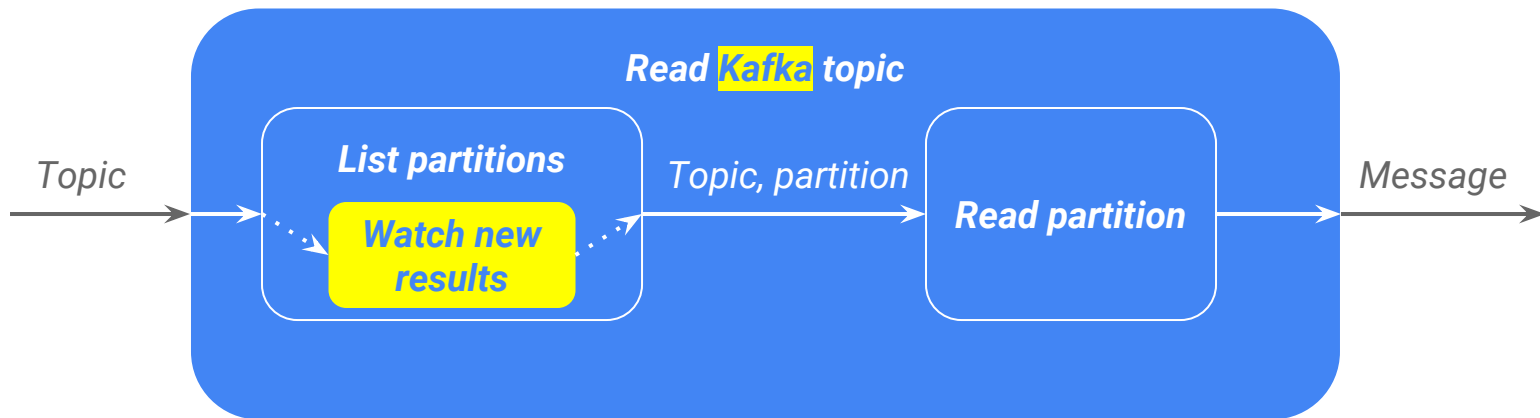 Read Kafka topic
Topic
List partitions
Watch new
results
Topic, partition
Read partition
Message